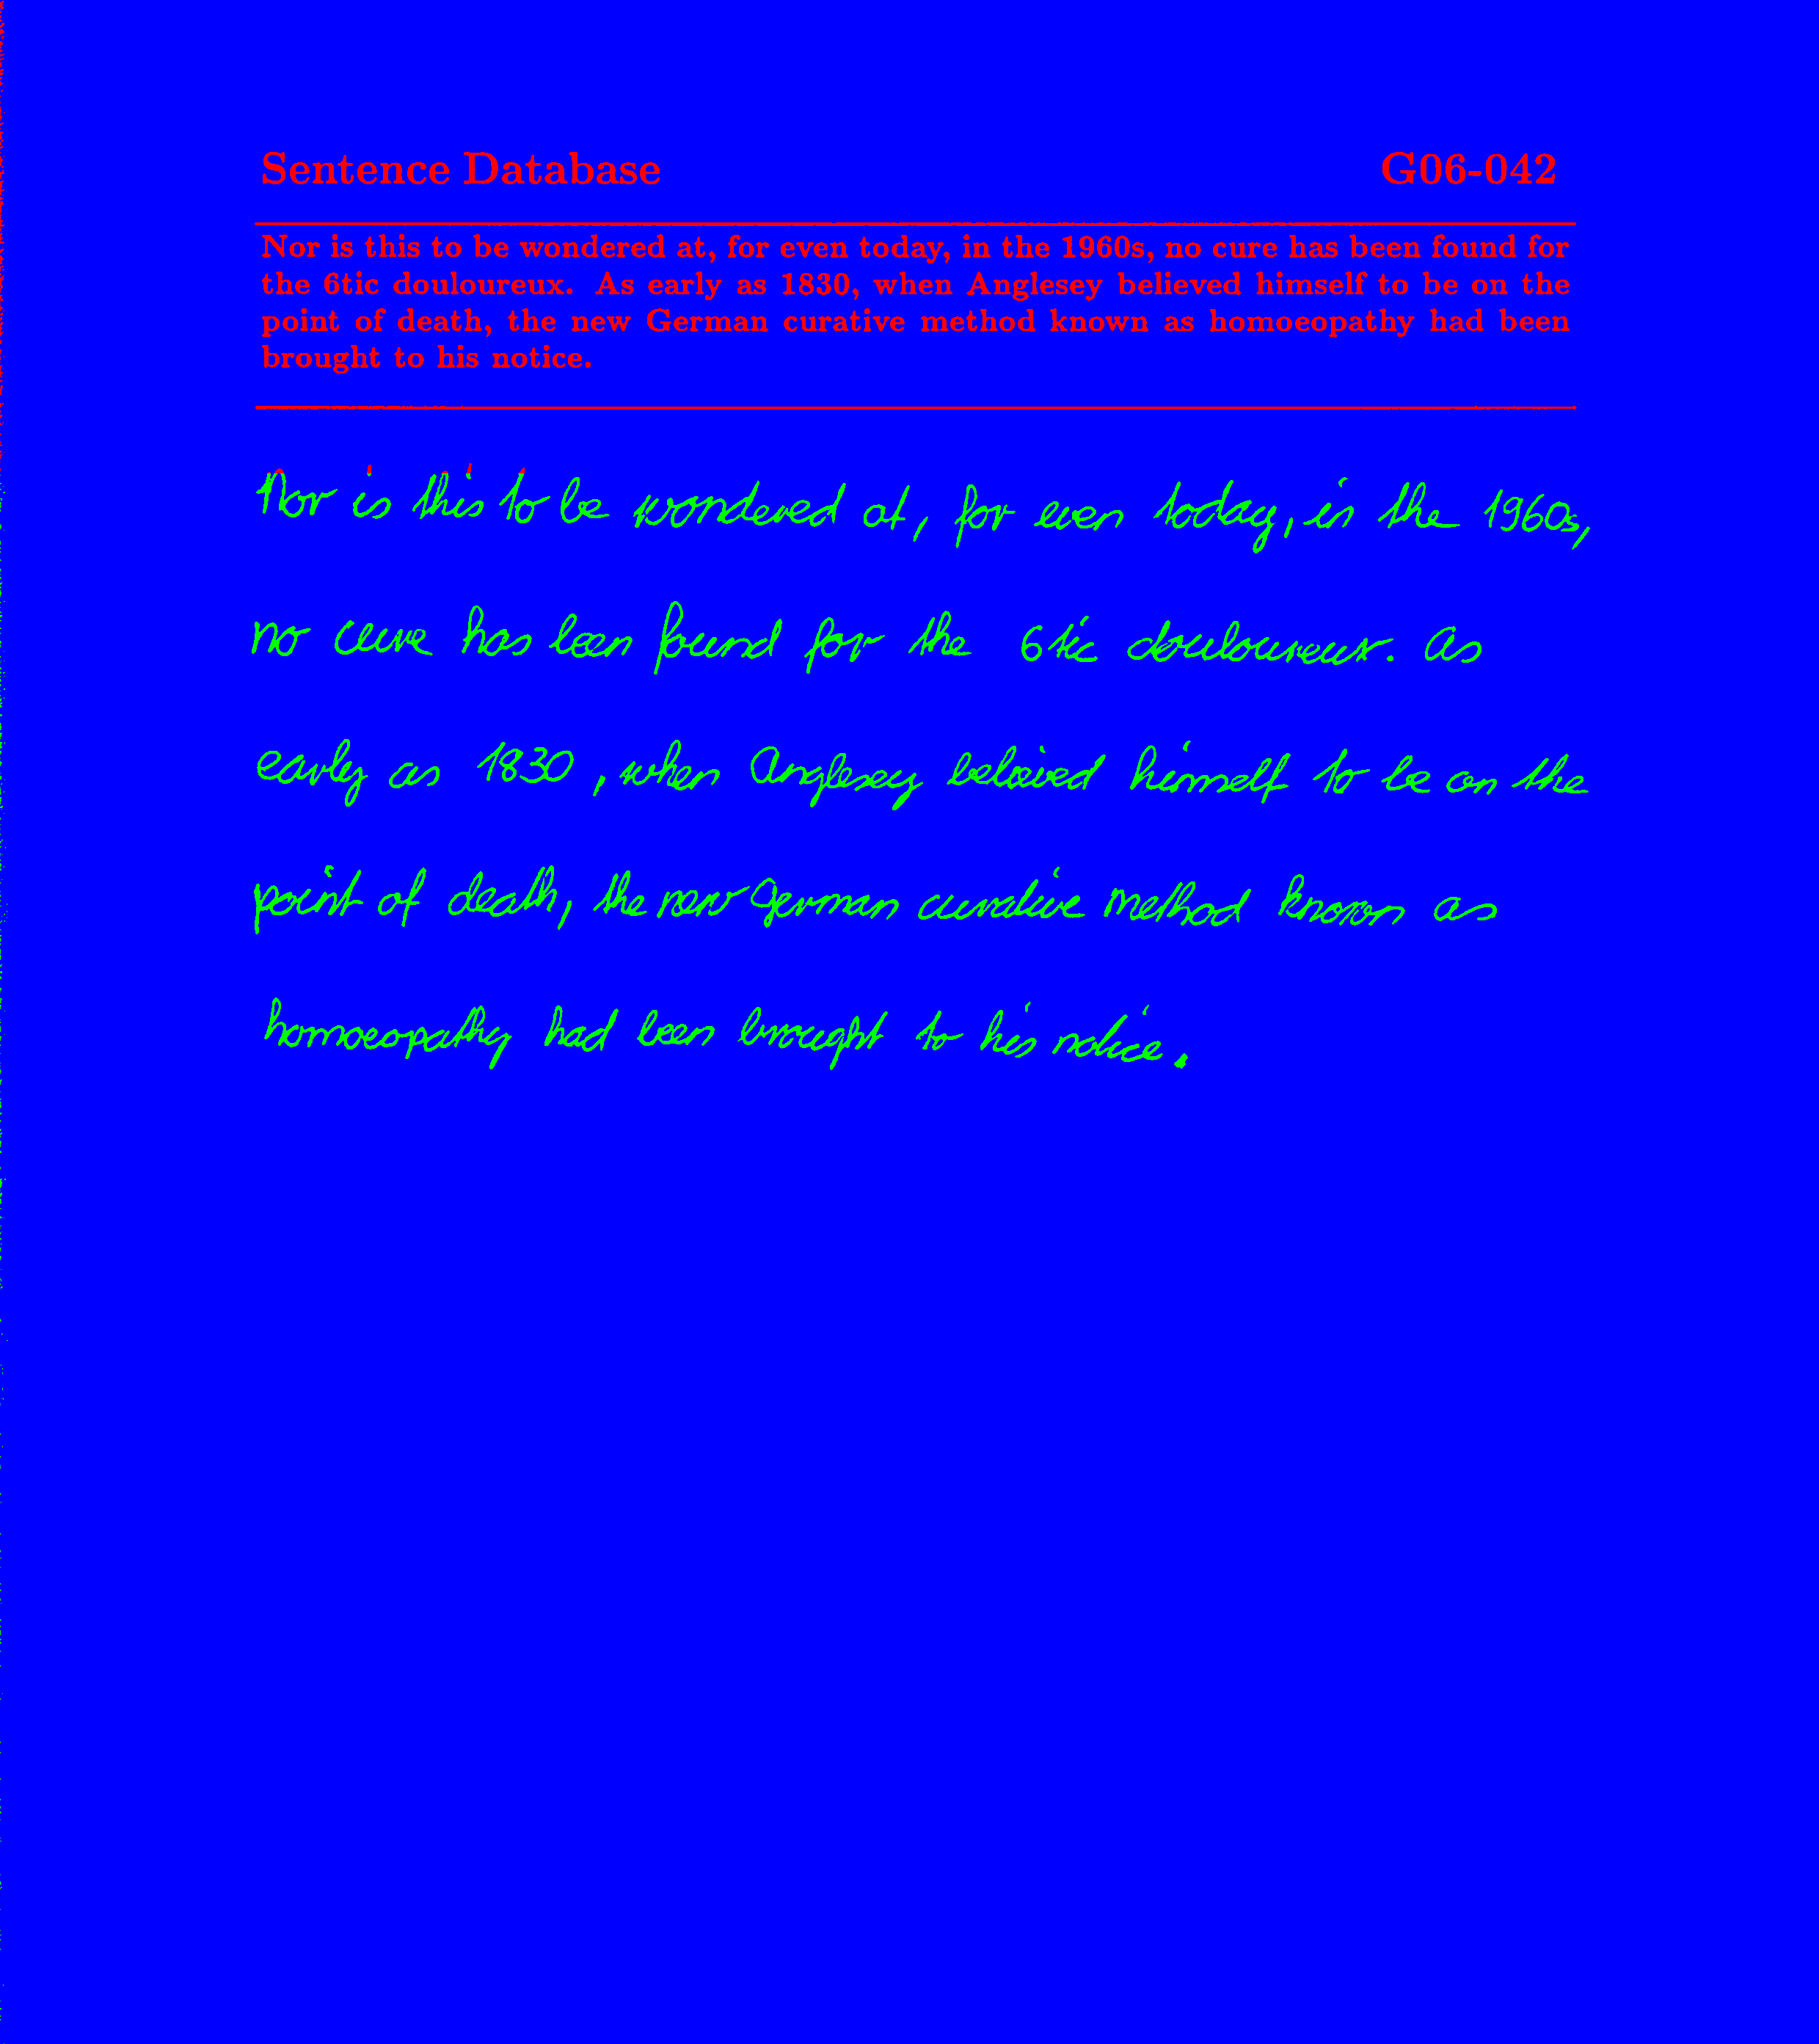 Sentence Database G06-042
Nor is this to be wondered at, for even today, in the 1960s, no cure has been found for
the 6tic douloureux. As early as 1830, when Anglesey believed himself to be on the
point of death, the new German curative method known as homoeopathy had been
brought to his notice.
Nor is this to be wondered at, for even today, in the 1960s,
no cure has been found for the 6tic douloureux. As
early as 1830, when Anglesey believed himself to be on the
point of death, the new German curative method known as
homoeopathy had been brought to his notice.